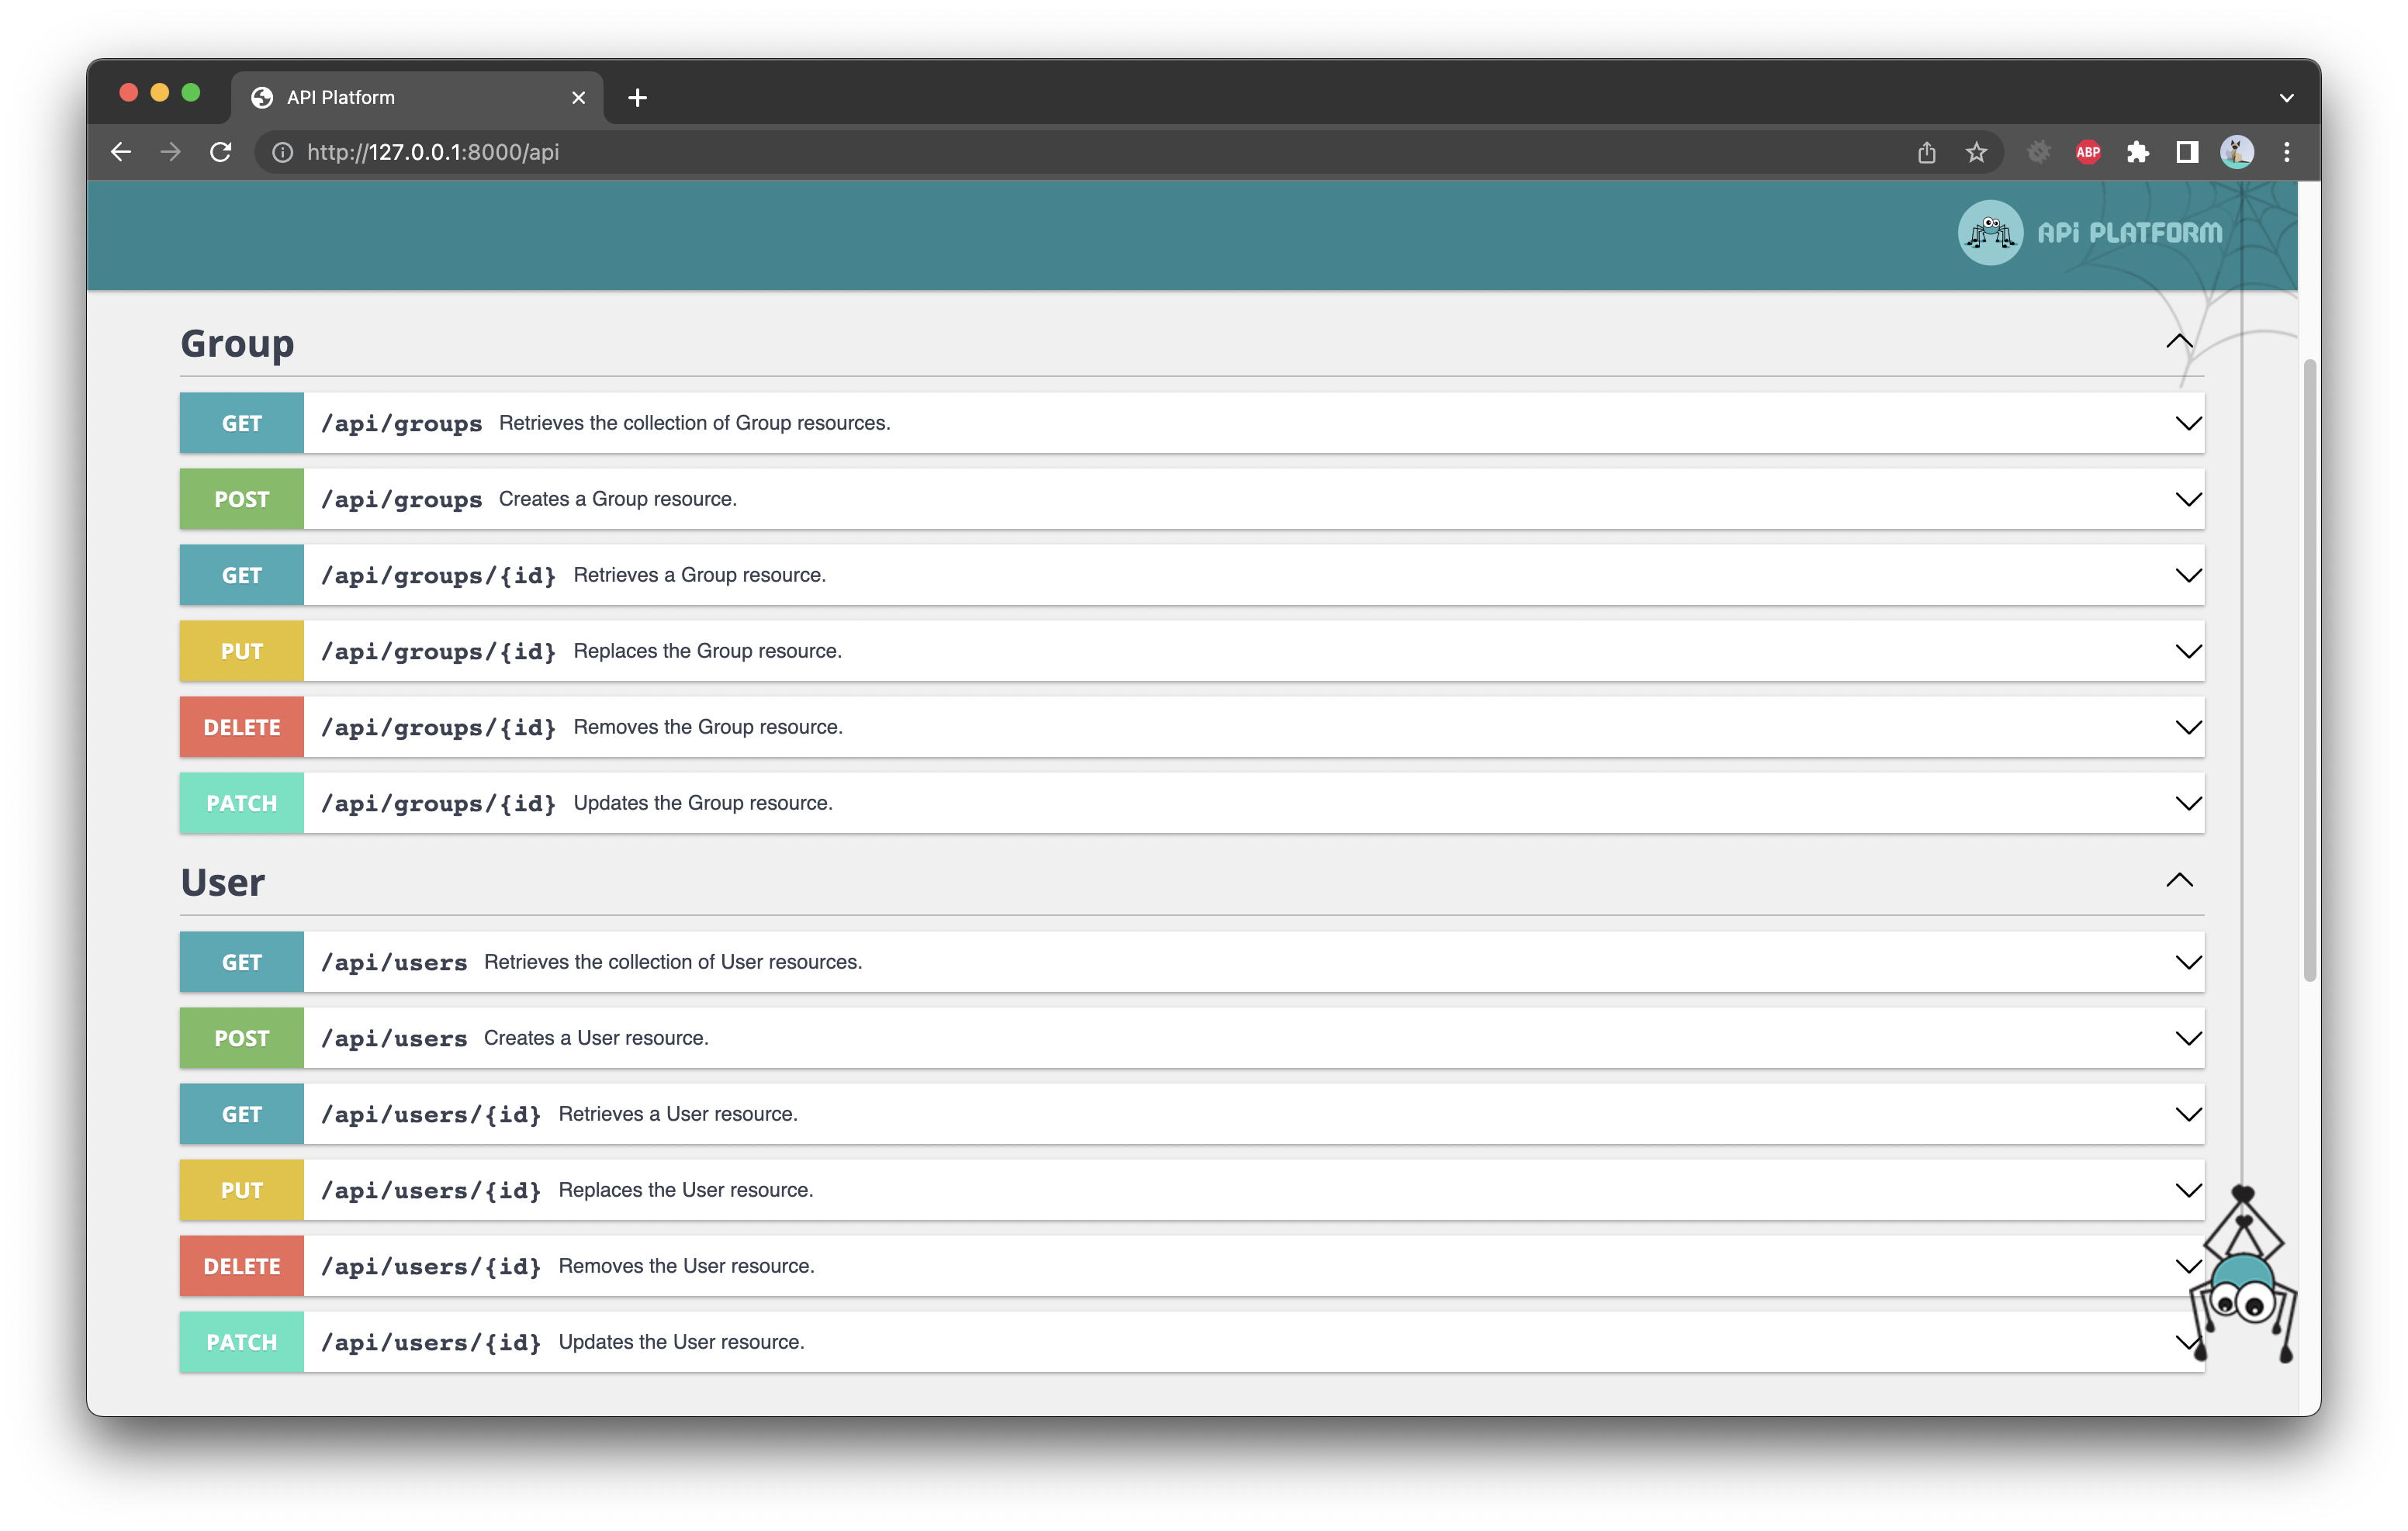 API Platform
http://127.0.0.1:8000/api
ABP
API PLATFORM
Group
GET /api/groups Retrieves the collection of Group resources.
POST /api/groups Creates a Group resource.
GET /api/groups/{id} Retrieves a Group resource.
PUT /api/groups/{id} Replaces the Group resource.
DELETE /api/groups/{id} Removes the Group resource.
PATCH /api/groups/{id} Updates the Group resource.
User
GET /api/users Retrieves the collection of User resources.
POST /api/users Creates a User resource.
GET /api/users/{id} Retrieves a User resource.
PUT /api/users/{id} Replaces the User resource.
DELETE /api/users/{id} Removes the User resource.
PATCH /api/users/{id} Updates the User resource.